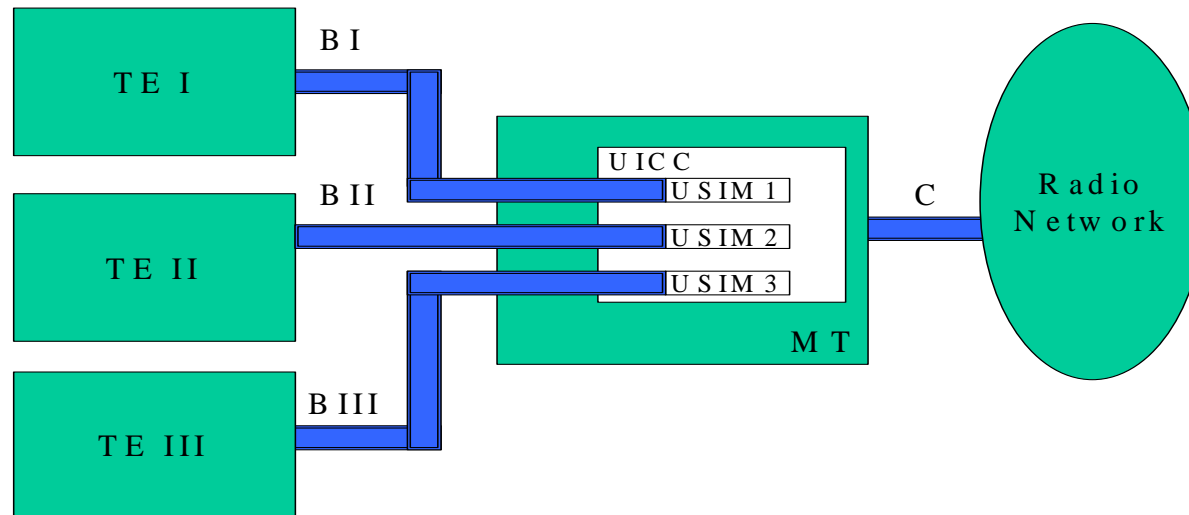 TE I
B I
TE II
B II
TE III
B III
UICC
USIM 1
USIM 2
USIM 3
MT
C
Radio
Network